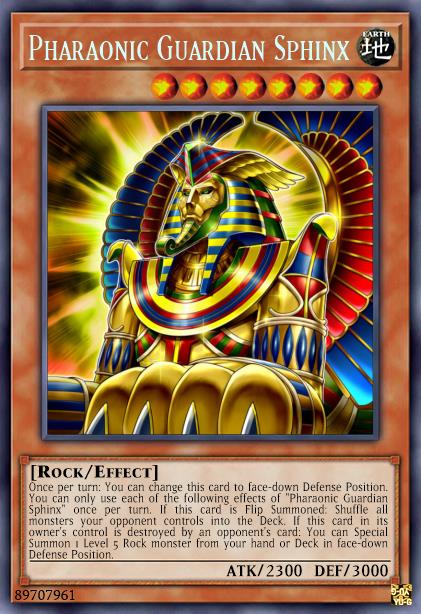 PHARAONIC GUARDIAN SPHINX
EARTH
地
[ROCK/EFFECT]
Once per turn: You can change this card to face-down Defense Position.
You can only use each of the following effects of "Pharaonic Guardian
Sphinx" once per turn. If this card is Flip Summoned: Shuffle all
monsters your opponent controls into the Deck. If this card in its
owner's control is destroyed by an opponent's card: You can Special
Summon 1 Level 5 Rock monster from your hand or Deck in face-down
Defense Position.
ATK/2300 DEF/3000
89707961